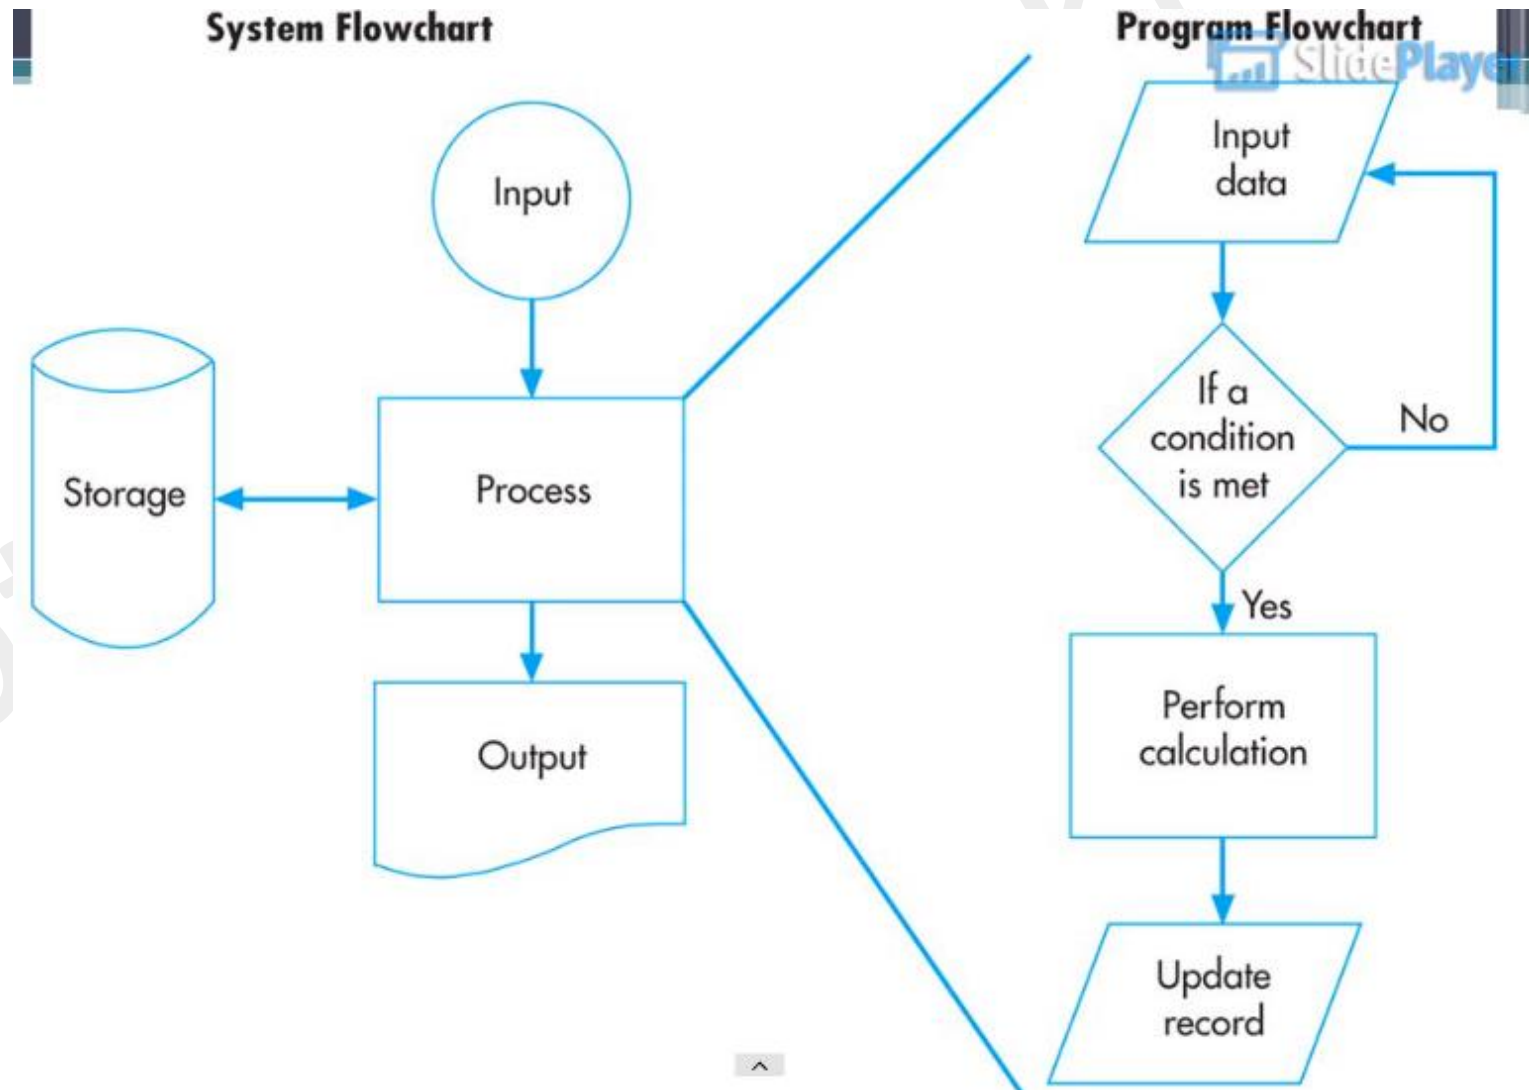 System Flowchart
Program Flowchart
SlidePlayer
Input
Storage
Process
Output
Input
data
If a
condition
is met
No
Yes
Perform
calculation
Update
record